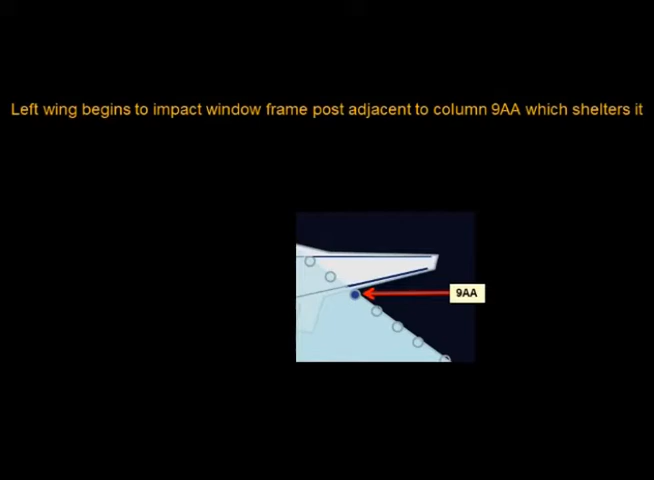 Left wing begins to impact window frame post adjacent to column 9AA which shelters it
9AA